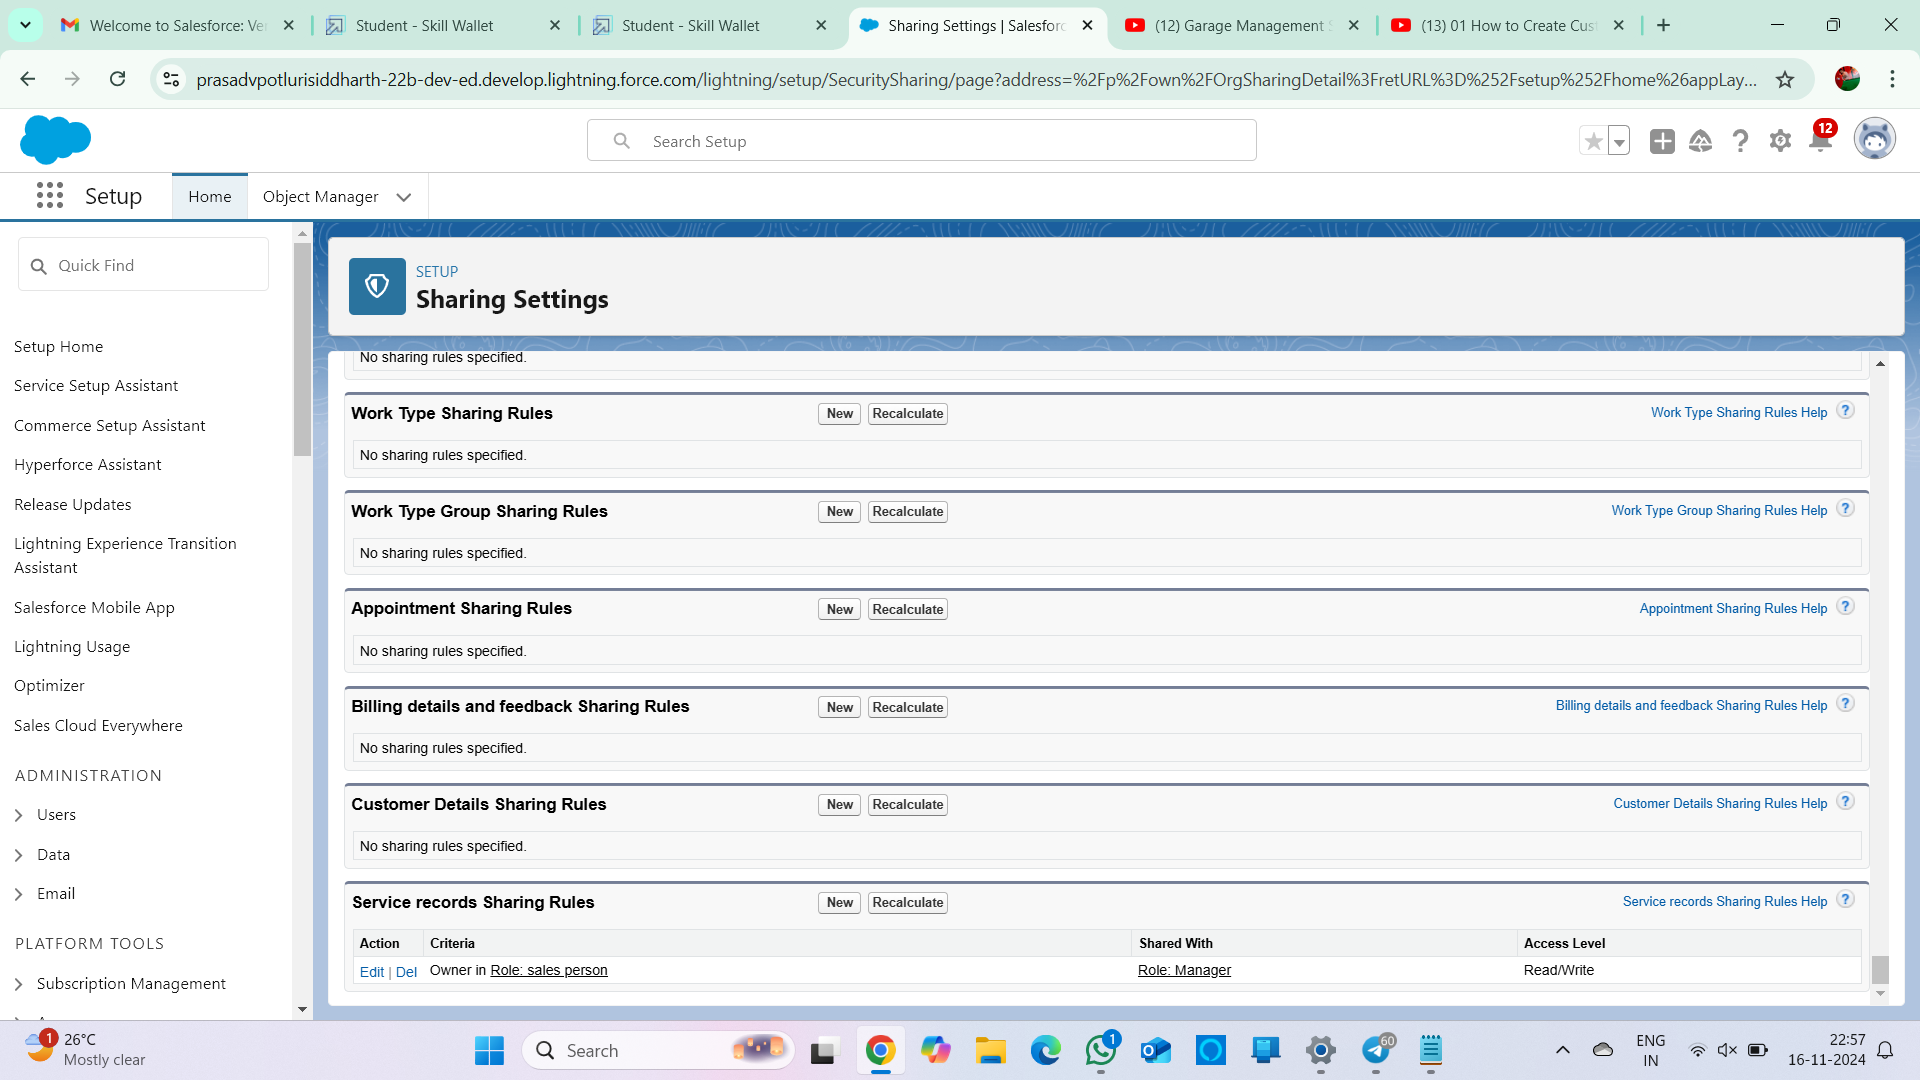 Welcome to Salesforce: Ver
Student - Skill Wallet
Student - Skill Wallet
Sharing Settings | Salesforc
(12) Garage Management S
(13) 01 How to Create Cus
prasadvpotlurisiddharth-22b-dev-ed.develop.lightning.force.com/lightning/setup/SecuritySharing/page?address=%2Fp%2Fown%2FOrgSharingDetail%3FretURL%3D%252Fsetup%252Fhome%26appLay...
Search Setup
12
Setup
Home
Object Manager
Quick Find
Setup Home
Service Setup Assistant
Commerce Setup Assistant
Hyperforce Assistant
Release Updates
Lightning Experience Transition
Assistant
Salesforce Mobile App
Lightning Usage
Optimizer
Sales Cloud Everywhere
ADMINISTRATION
Users
Data
Email
PLATFORM TOOLS
Subscription Management
SETUP
Sharing Settings
No sharing rules specified.
Work Type Sharing Rules New Recalculate Work Type Sharing Rules Help ?
No sharing rules specified.
Work Type Group Sharing Rules New Recalculate Work Type Group Sharing Rules Help ?
No sharing rules specified.
Appointment Sharing Rules New Recalculate Appointment Sharing Rules Help ?
No sharing rules specified.
Billing details and feedback Sharing Rules New Recalculate Billing details and feedback Sharing Rules Help ?
No sharing rules specified.
Customer Details Sharing Rules New Recalculate Customer Details Sharing Rules Help ?
No sharing rules specified.
Service records Sharing Rules New Recalculate Service records Sharing Rules Help ?
Action Criteria Shared With Access Level
Edit | Del Owner in Role: sales person Role: Manager Read/Write
1
26°C
Mostly clear
Search
1
60
ENG
IN
22:57
16-11-2024